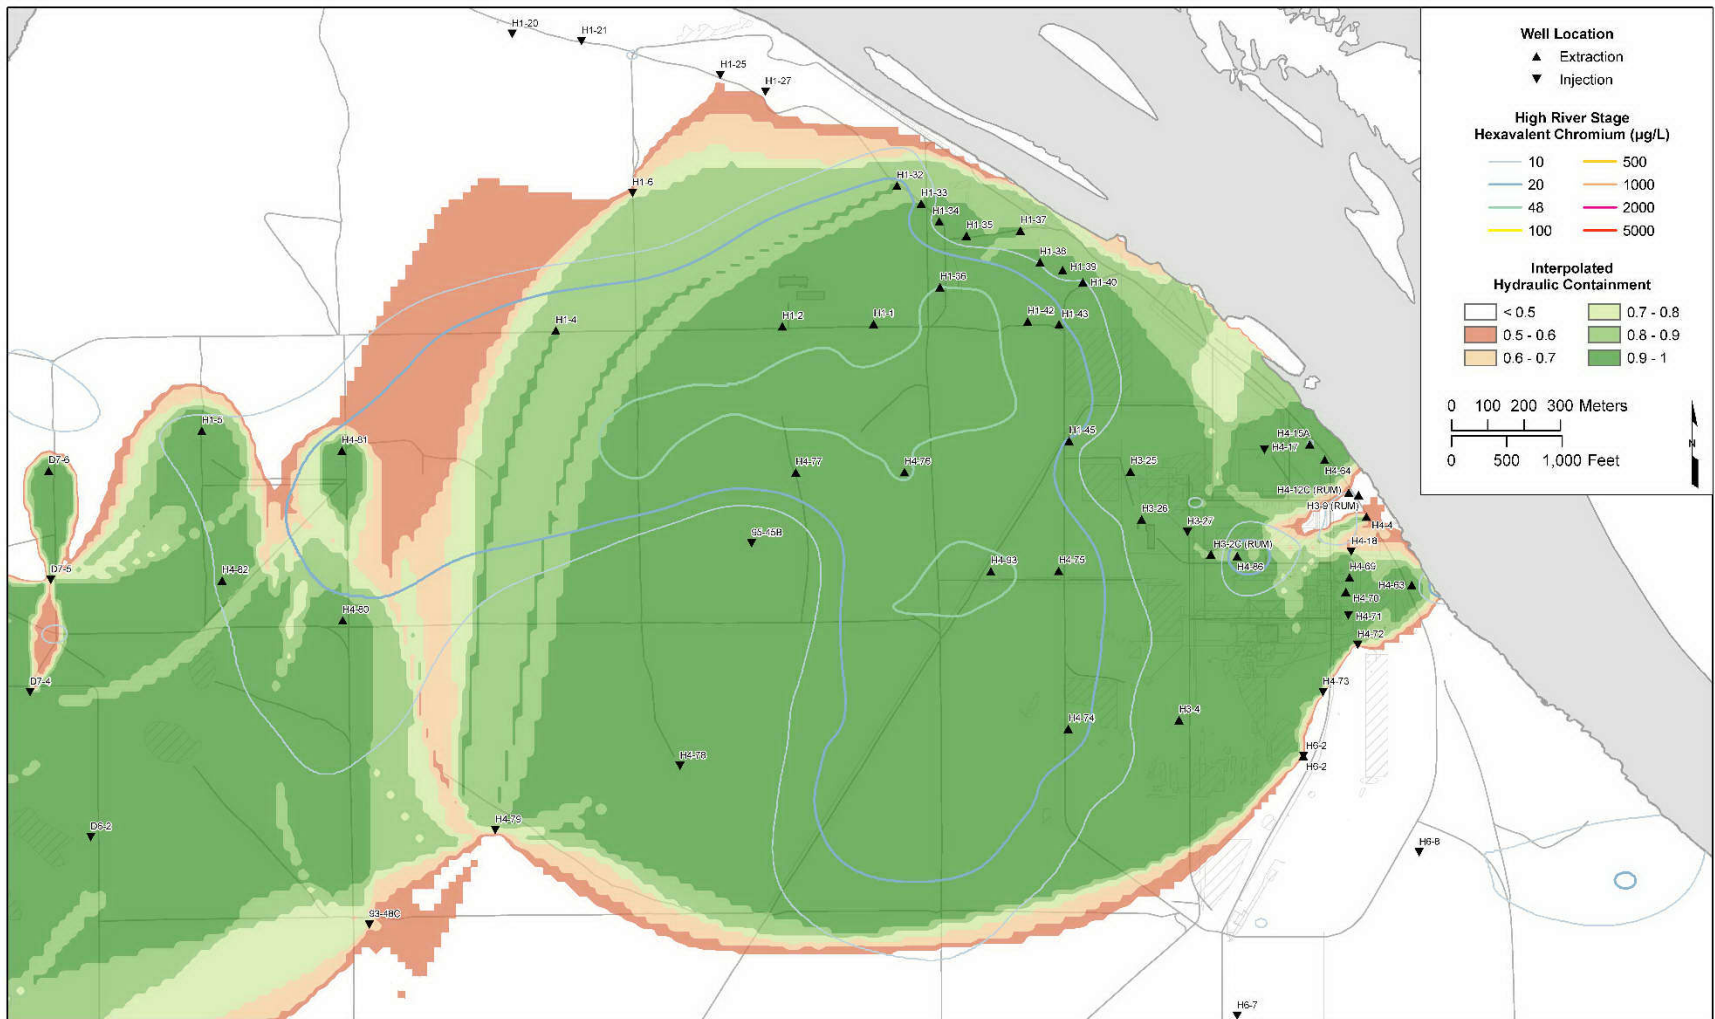 H1-20
H1-21
H1-25
H1-27
H1-6
H1-32
H1-33
H1-34
H1-35
H1-37
H1-38
H1-39
H1-40
H1-36
H1-4
H1-2
H1-1
H1-42
H1-43
H1-5
H4-81
D7-6
H1-45
H4-77
H4-76
H3-25
H4-15A
H4-17
H4-64
H4-12C (RUM)
H3-9 (RUM)
H4-4
H3-26
H3-27
95-45B
H3-2C (RUM)
H4-86
H4-18
D7-5
H4-82
H4-93
H4-75
H4-69
H4-63
H4-70
H4-80
H4-71
H4-72
D7-4
H4-73
H4-74
H3-4
H4-78
H6-2
H6-2
H4-79
D6-2
H6-8
93-48C
H6-7
Well Location
Extraction
Injection
High River Stage
Hexavalent Chromium (µg/L)
10 500
20 1000
48 2000
100 5000
Interpolated
Hydraulic Containment
< 0.5 0.7 - 0.8
0.5 - 0.6 0.8 - 0.9
0.6 - 0.7 0.9 - 1
0 100 200 300 Meters
0 500 1,000 Feet
N